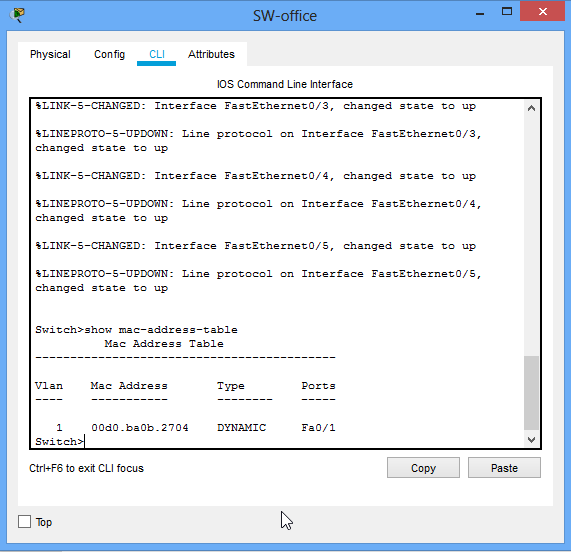 SW-office
Physical Config CLI Attributes
IOS Command Line Interface
%LINK-5-CHANGED: Interface FastEthernet0/3, changed state to up
%LINEPROTO-5-UPDOWN: Line protocol on Interface FastEthernet0/3,
changed state to up
%LINK-5-CHANGED: Interface FastEthernet0/4, changed state to up
%LINEPROTO-5-UPDOWN: Line protocol on Interface FastEthernet0/4,
changed state to up
%LINK-5-CHANGED: Interface FastEthernet0/5, changed state to up
%LINEPROTO-5-UPDOWN: Line protocol on Interface FastEthernet0/5,
changed state to up
Switch>show mac-address-table
Mac Address Table
-------------------------------------------
Vlan Mac Address Type Ports
---- ----------- -------- -----
1 00d0.ba0b.2704 DYNAMIC Fa0/1
Switch>
Ctrl+F6 to exit CLI focus
Copy Paste
Top